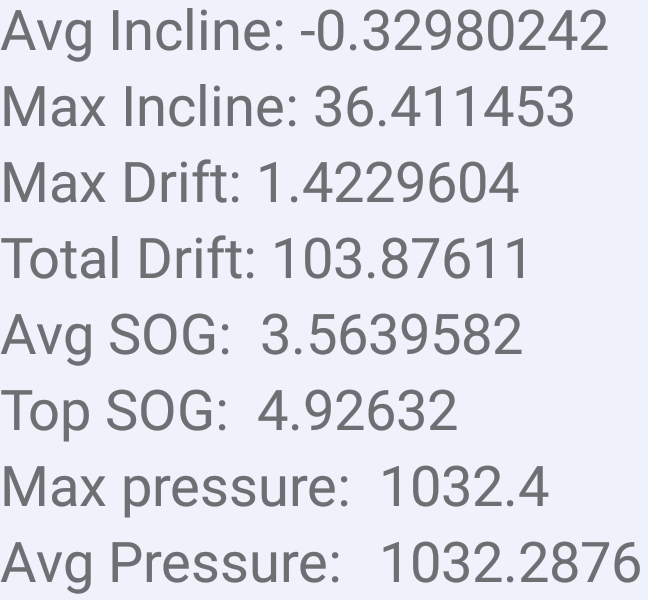 Avg Incline: -0.32980242
Max Incline: 36.411453
Max Drift: 1.4229604
Total Drift: 103.87611
Avg SOG:  3.5639582
Top SOG:  4.92632
Max pressure:  1032.4
Avg Pressure:  1032.2876